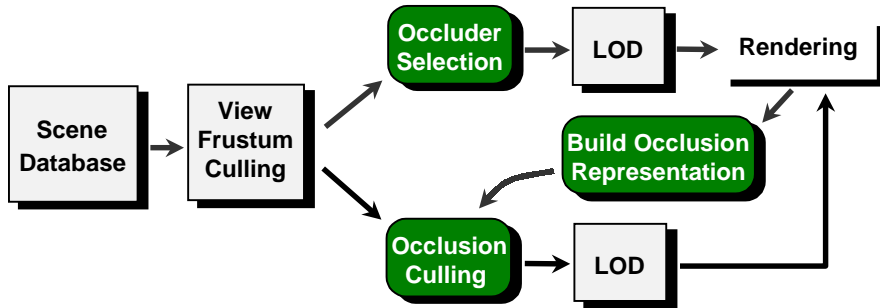 Scene
Database
View
Frustum
Culling
Occluder
Selection
LOD
Rendering
Build Occlusion
Representation
Occlusion
Culling
LOD